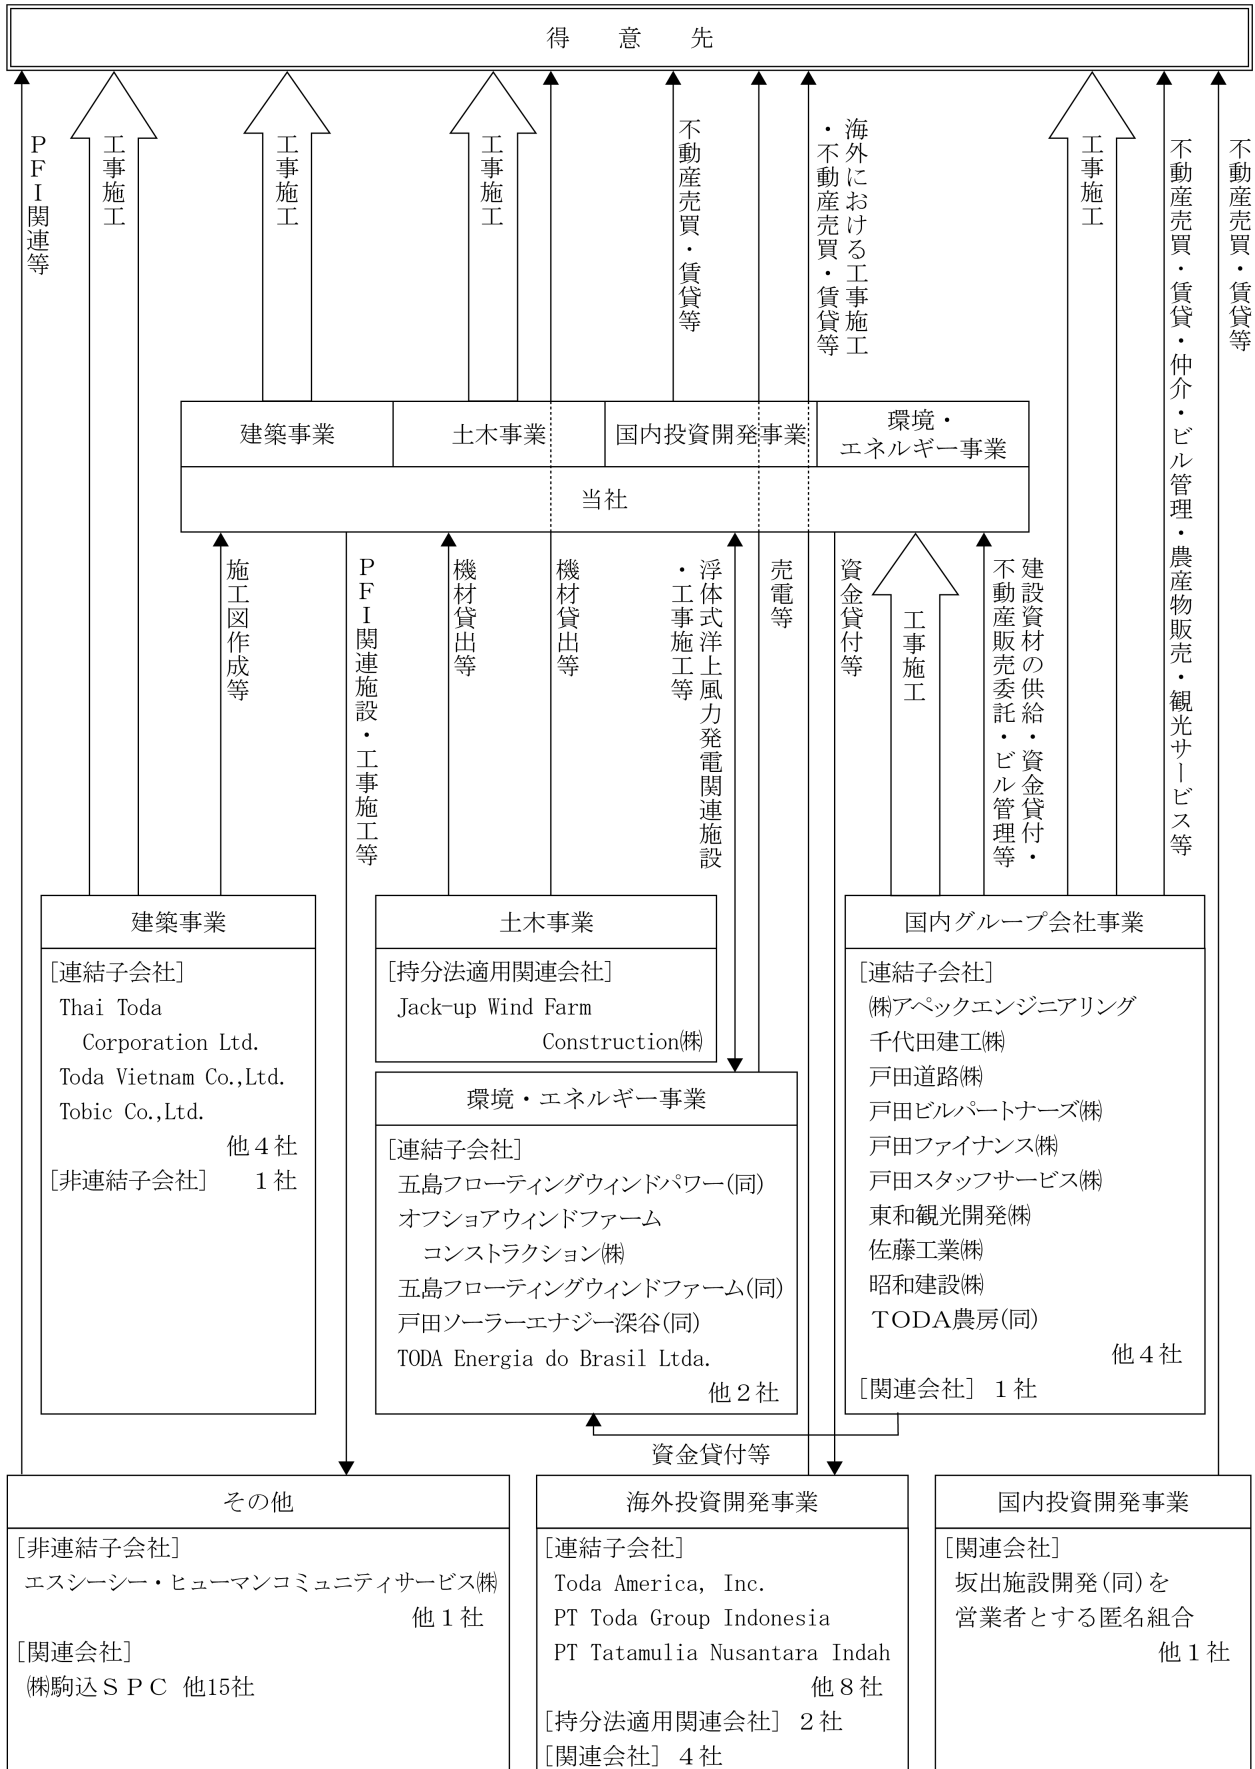 得　意　先
ＰＦＩ関連等
工事施工
工事施工
工事施工
不動産売買・賃貸等
海外における工事施工
・不動産売買・賃貸等
工事施工
不動産売買・賃貸・仲介・ビル管理・農産物販売・観光サービス等
不動産売買・賃貸等
建築事業
土木事業
国内投資開発事業
環境・
エネルギー事業
当社
施工図作成等
ＰＦＩ関連施設・工事施工等
機材貸出等
機材貸出等
浮体式洋上風力発電関連施設
・工事施工等
売電等
資金貸付等
工事施工
建設資材の供給・資金貸付・
不動産販売委託・ビル管理等
建築事業
[連結子会社]
Thai Toda
Corporation Ltd.
Toda Vietnam Co.,Ltd.
Tobic Co.,Ltd.
他４社
[非連結子会社]　１社
土木事業
[持分法適用関連会社]
Jack-up Wind Farm
Construction㈱
環境・エネルギー事業
[連結子会社]
五島フローティングウィンドパワー(同)
オフショアウィンドファーム
コンストラクション㈱
五島フローティングウィンドファーム(同)
戸田ソーラーエナジー深谷(同)
TODA Energia do Brasil Ltda.
他２社
国内グループ会社事業
[連結子会社]
㈱アペックエンジニアリング
千代田建工㈱
戸田道路㈱
戸田ビルパートナーズ㈱
戸田ファイナンス㈱
戸田スタッフサービス㈱
東和観光開発㈱
佐藤工業㈱
昭和建設㈱
ＴＯＤＡ農房(同)
他４社
[関連会社] １社
資金貸付等
その他
[非連結子会社]
エスシーシー・ヒューマンコミュニティサービス㈱
他１社
[関連会社]
㈱駒込ＳＰＣ 他15社
海外投資開発事業
[連結子会社]
Toda America, Inc.
PT Toda Group Indonesia
PT Tatamulia Nusantara Indah
他８社
[持分法適用関連会社] ２社
[関連会社] ４社
国内投資開発事業
[関連会社]
坂出施設開発(同)を
営業者とする匿名組合
他１社